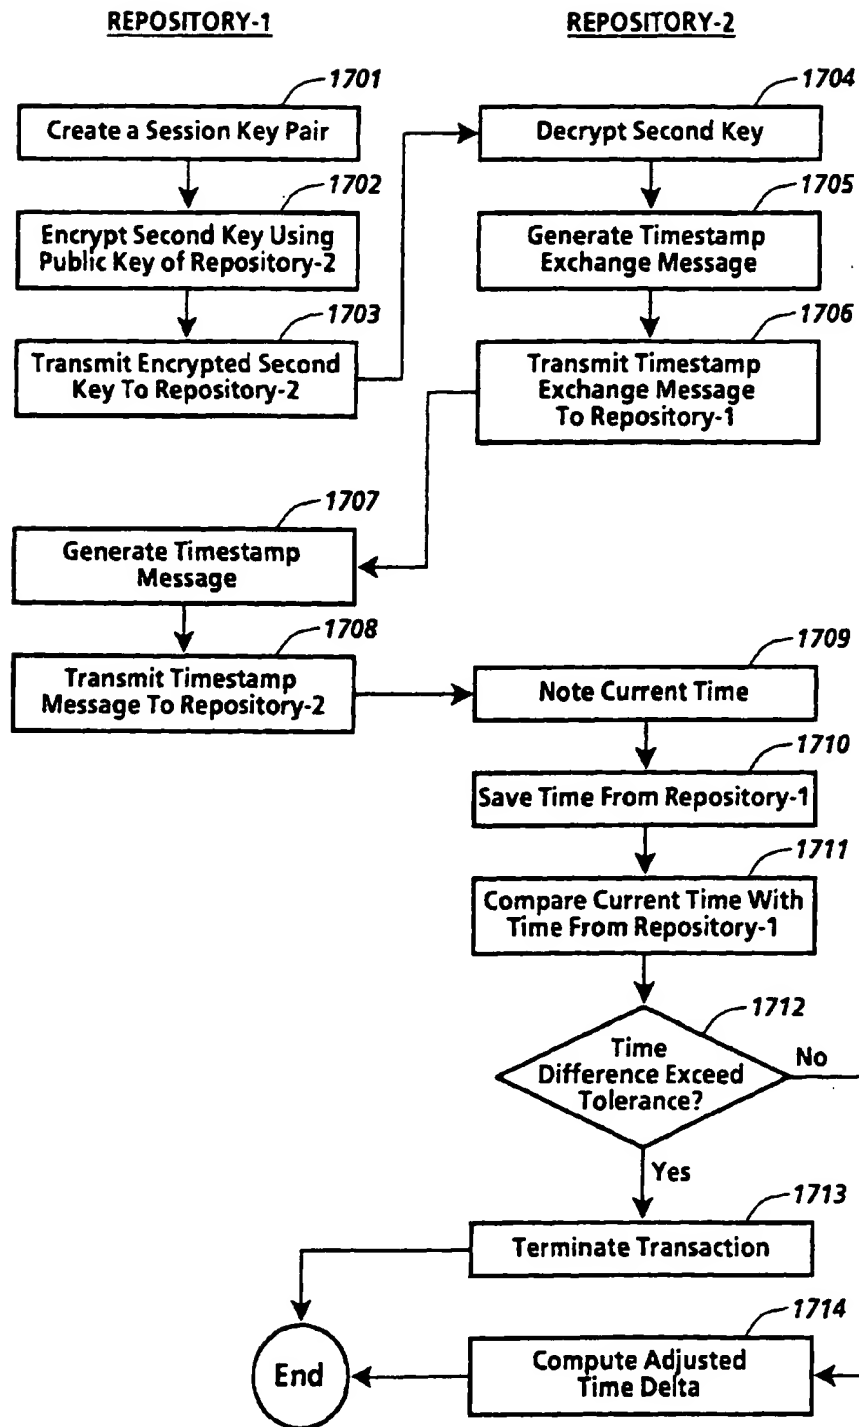 REPOSITORY-1
REPOSITORY-2
1701
Create a Session Key Pair
1702
Encrypt Second Key Using
Public Key of Repository-2
1703
Transmit Encrypted Second
Key To Repository-2
1704
Decrypt Second Key
1705
Generate Timestamp
Exchange Message
1706
Transmit Timestamp
Exchange Message
To Repository-1
1707
Generate Timestamp
Message
1708
Transmit Timestamp
Message To Repository-2
1709
Note Current Time
1710
Save Time From Repository-1
1711
Compare Current Time With
Time From Repository-1
1712
Time
Difference Exceed
Tolerance?
No
Yes
1713
Terminate Transaction
1714
Compute Adjusted
Time Delta
End